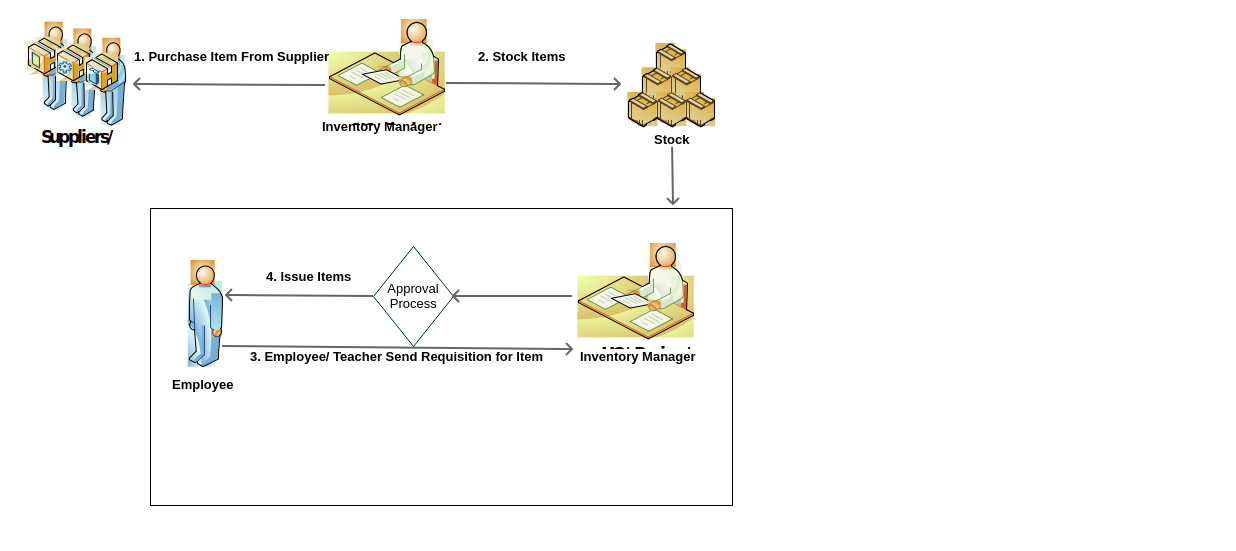 1. Purchase Item From Supplier
2. Stock Items
Suppliers/
Inventory Manager
Stock
4. Issue Items
Approval
Process
3. Employee/ Teacher Send Requisition for Item
Inventory Manager
Employee